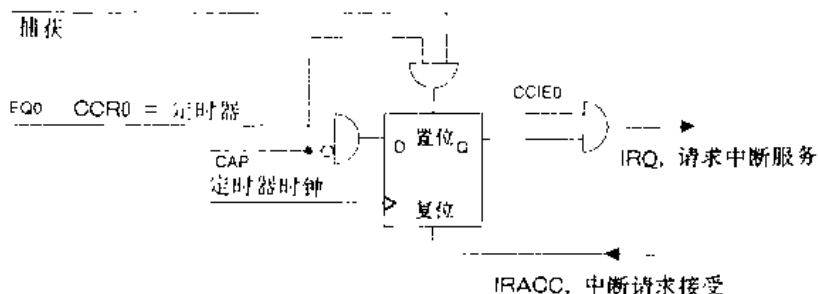 捕获
CCIE0
EQ0 CCR0 = 定时器
CAP
定时器时钟
D 置位 Q
复位
IRQ, 请求中断服务
IRACC, 中断请求接受